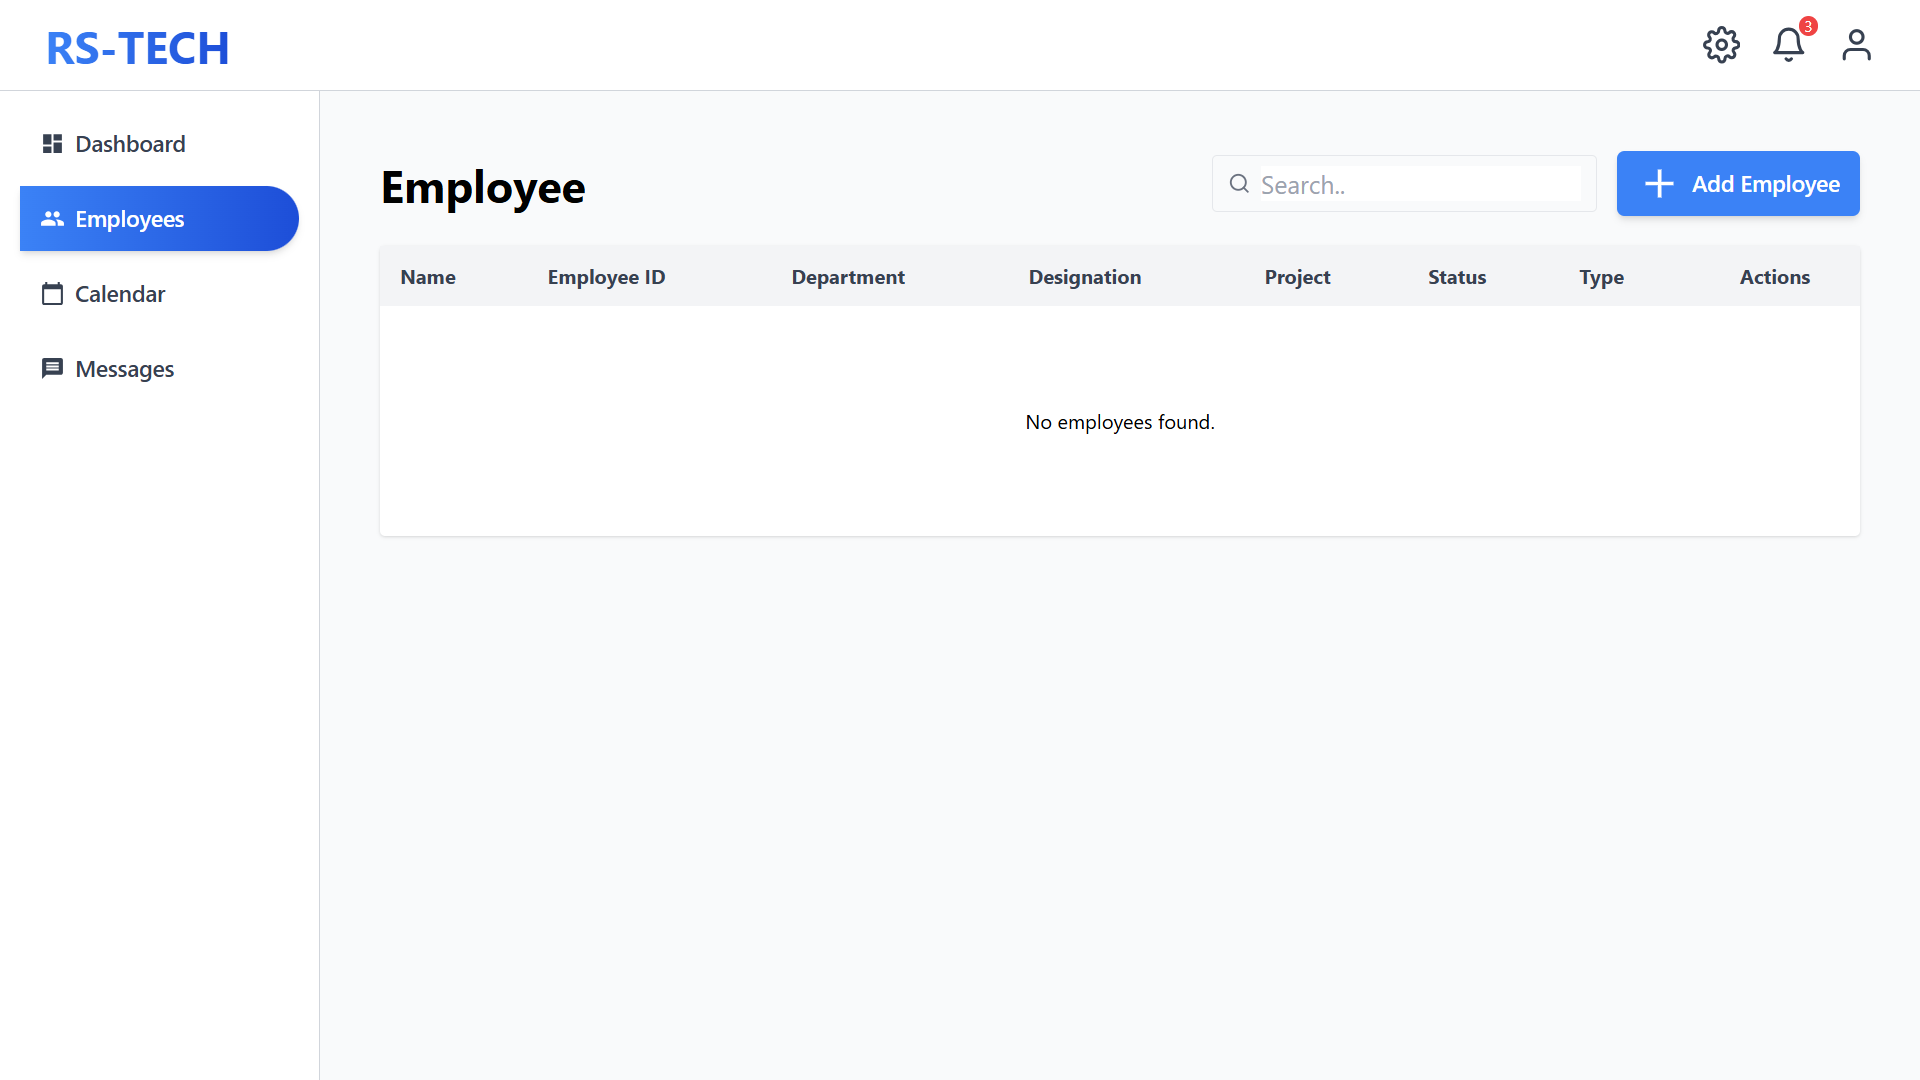 RS-TECH
3
Dashboard
Employees
Calendar
Messages
Employee
Search..
Add Employee
Name Employee ID Department Designation Project Status Type Actions
No employees found.